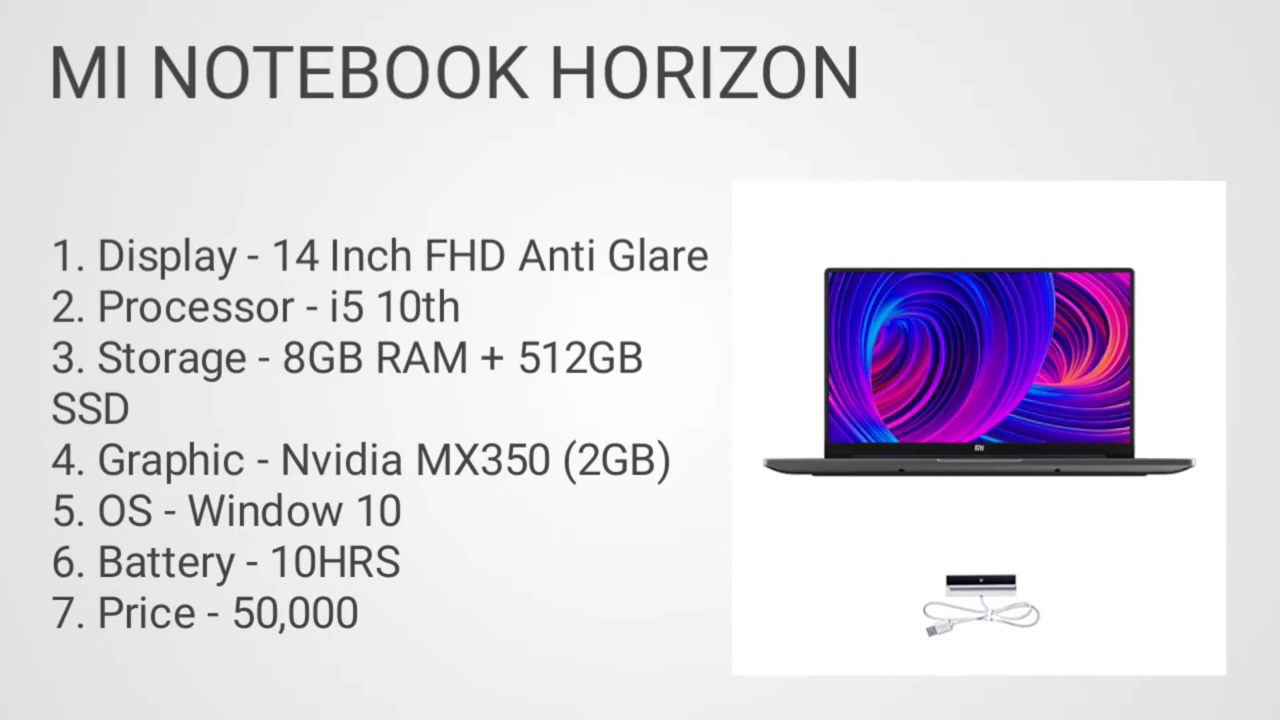 MI NOTEBOOK HORIZON
1. Display - 14 Inch FHD Anti Glare
2. Processor - i5 10th
3. Storage - 8GB RAM + 512GB
SSD
4. Graphic - Nvidia MX350 (2GB)
5. OS - Window 10
6. Battery - 10HRS
7. Price - 50,000
mi